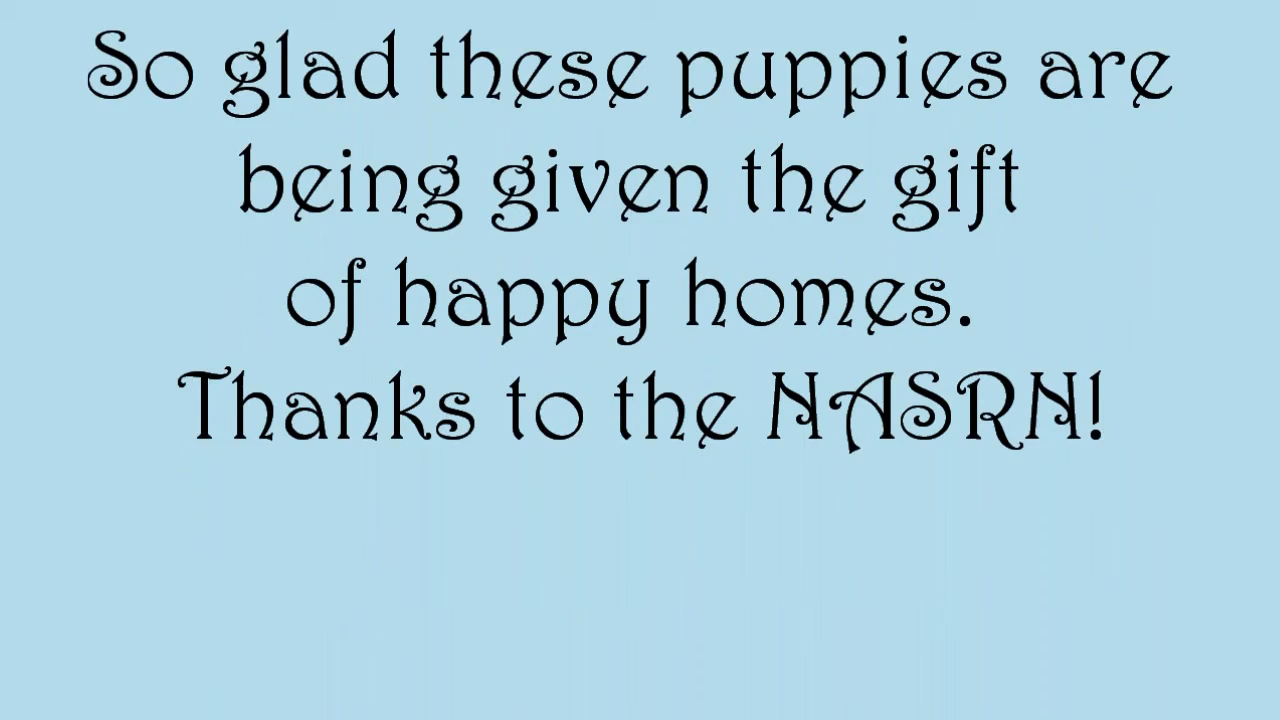 So glad these puppies are
being given the gift
of happy homes.
Thanks to the NASRN!